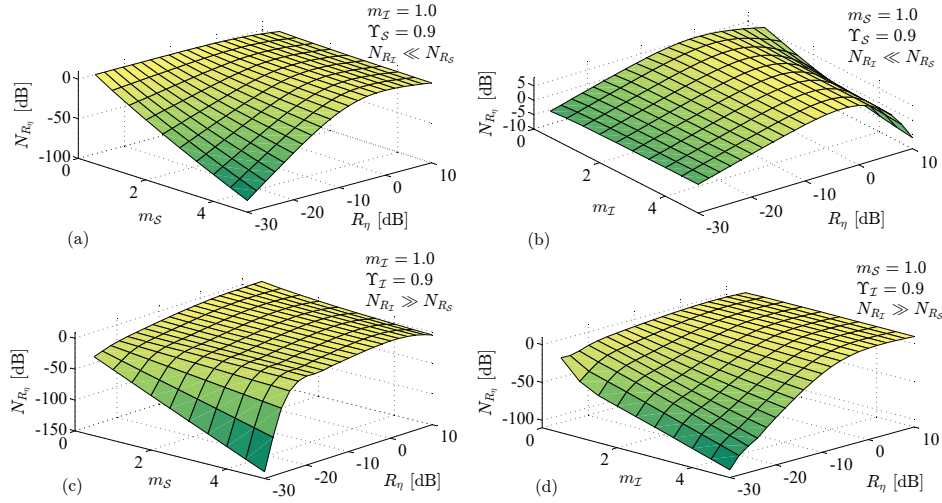 m_I = 1.0
Υ_S = 0.9
N_{R_I} ≪ N_{R_S}
0
-50
-100
N_{R_η} [dB]
0
2
4
m_S
-30
-20
-10
0
10
R_η [dB]
(a)
m_S = 1.0
Υ_S = 0.9
N_{R_I} ≪ N_{R_S}
5
0
-5
-10
N_{R_η} [dB]
0
2
4
m_I
-30
-20
-10
0
10
R_η [dB]
(b)
m_I = 1.0
Υ_I = 0.9
N_{R_I} ≫ N_{R_S}
0
-50
-100
-150
N_{R_η} [dB]
0
2
4
m_S
-30
-20
-10
0
10
R_η [dB]
(c)
m_S = 1.0
Υ_I = 0.9
N_{R_I} ≫ N_{R_S}
0
-50
-100
N_{R_η} [dB]
0
2
4
m_I
-30
-20
-10
0
10
R_η [dB]
(d)